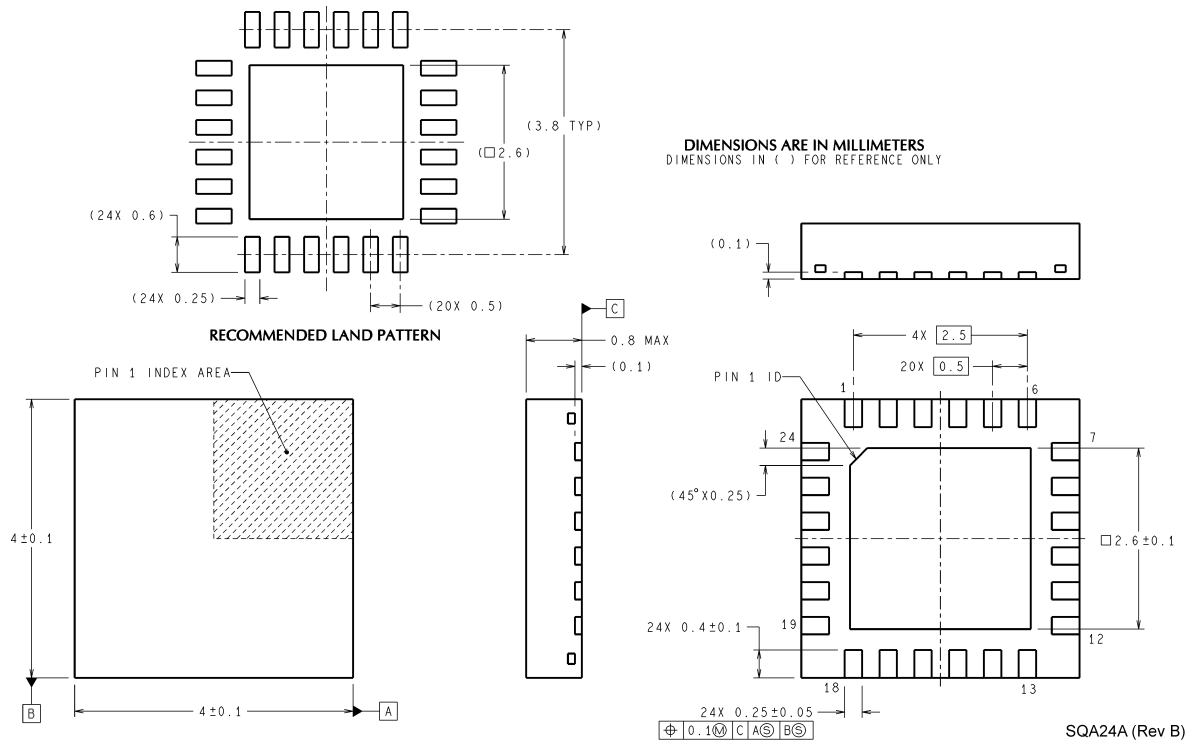 (3.8 TYP)
(□2.6)
DIMENSIONS ARE IN MILLIMETERS
DIMENSIONS IN ( ) FOR REFERENCE ONLY
(24X 0.6)
(24X 0.25)
(20X 0.5)
RECOMMENDED LAND PATTERN
(0.1)
C
0.8 MAX
(0.1)
PIN 1 INDEX AREA
4±0.1
B
4±0.1
A
4X 2.5
20X 0.5
PIN 1 ID
1
6
24
7
(45°X0.25)
□2.6±0.1
24X 0.4±0.1
19
12
18
13
24X 0.25±0.05
⌖ 0.1Ⓜ C AⓈ BⓈ
SQA24A (Rev B)